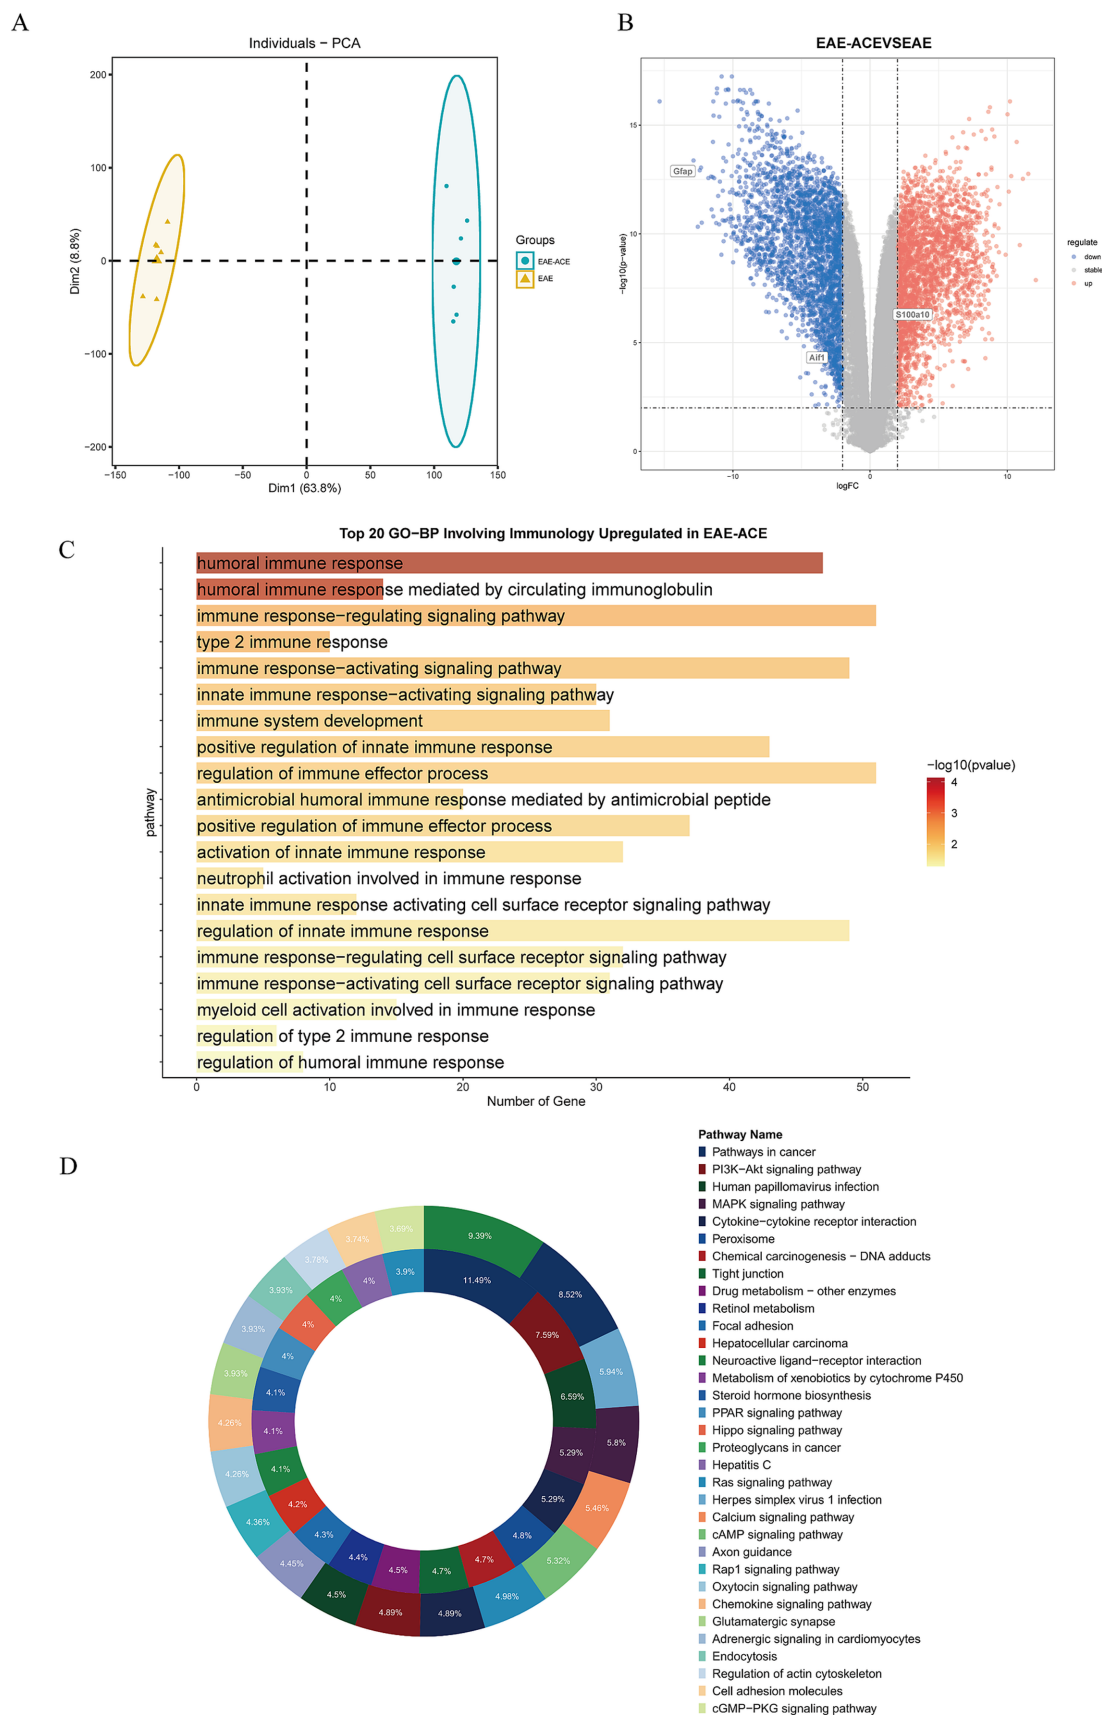 A
Individuals − PCA
200
100
0
−100
−200
Dim2 (8.8%)
−150
−100
−50
0
50
100
150
Dim1 (63.8%)
Groups
EAE-ACE
EAE
B
EAE-ACEVSEAE
15
10
5
0
−log10(p−value)
Gfap
Aif1
S100a10
−10
0
10
logFC
regulate
down
stable
up
C
Top 20 GO−BP Involving Immunology Upregulated in EAE-ACE
humoral immune response
humoral immune response mediated by circulating immunoglobulin
immune response−regulating signaling pathway
type 2 immune response
immune response−activating signaling pathway
innate immune response−activating signaling pathway
immune system development
positive regulation of innate immune response
regulation of immune effector process
antimicrobial humoral immune response mediated by antimicrobial peptide
positive regulation of immune effector process
activation of innate immune response
neutrophil activation involved in immune response
innate immune response activating cell surface receptor signaling pathway
regulation of innate immune response
immune response−regulating cell surface receptor signaling pathway
immune response−activating cell surface receptor signaling pathway
myeloid cell activation involved in immune response
regulation of type 2 immune response
regulation of humoral immune response
pathway
0
10
20
30
40
50
Number of Gene
−log10(pvalue)
4
3
2
D
9.39%
8.52%
5.94%
5.8%
5.46%
5.32%
4.98%
4.89%
4.89%
4.5%
4.45%
4.36%
4.26%
4.26%
3.93%
3.93%
3.93%
3.78%
3.74%
3.69%
11.49%
7.59%
6.59%
5.29%
5.29%
4.8%
4.7%
4.7%
4.5%
4.4%
4.3%
4.2%
4.1%
4.1%
4.1%
4%
4%
4%
4%
3.9%
Pathway Name
Pathways in cancer
PI3K−Akt signaling pathway
Human papillomavirus infection
MAPK signaling pathway
Cytokine−cytokine receptor interaction
Peroxisome
Chemical carcinogenesis − DNA adducts
Tight junction
Drug metabolism − other enzymes
Retinol metabolism
Focal adhesion
Hepatocellular carcinoma
Neuroactive ligand−receptor interaction
Metabolism of xenobiotics by cytochrome P450
Steroid hormone biosynthesis
PPAR signaling pathway
Hippo signaling pathway
Proteoglycans in cancer
Hepatitis C
Ras signaling pathway
Herpes simplex virus 1 infection
Calcium signaling pathway
cAMP signaling pathway
Axon guidance
Rap1 signaling pathway
Oxytocin signaling pathway
Chemokine signaling pathway
Glutamatergic synapse
Adrenergic signaling in cardiomyocytes
Endocytosis
Regulation of actin cytoskeleton
Cell adhesion molecules
cGMP−PKG signaling pathway